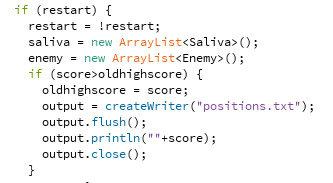 if (restart) {
restart = !restart;
saliva = new ArrayList<Saliva>();
enemy = new ArrayList<Enemy>();
if (score>oldhighscore) {
oldhighscore = score;
output = createWriter("positions.txt");
output.flush();
output.println(""+score);
output.close();
}